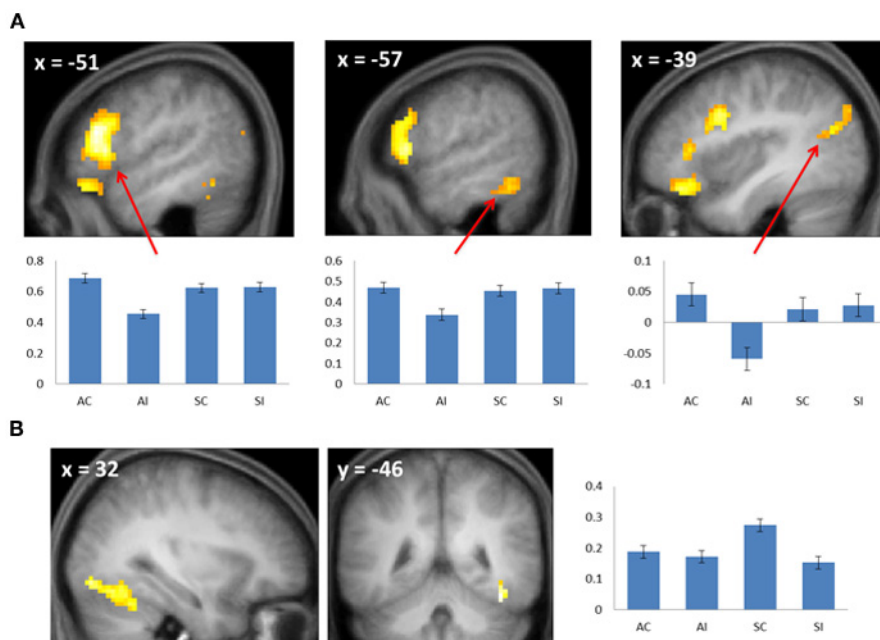 A
x = -51
x = -57
x = -39
0.8
0.6
0.4
0.2
0
AC AI SC SI
0.6
0.5
0.4
0.3
0.2
0.1
0
AC AI SC SI
0.1
0.05
0
-0.05
-0.1
AC AI SC SI
B
x = 32
y = -46
0.4
0.3
0.2
0.1
0
AC AI SC SI